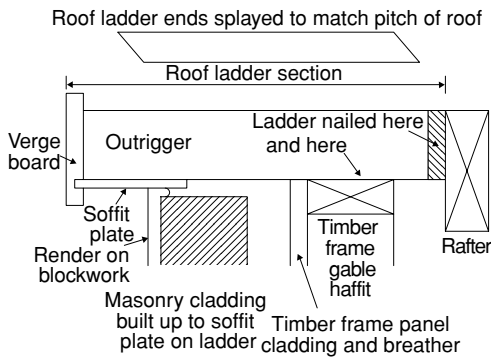 Roof ladder ends splayed to match pitch of roof
Roof ladder section
Verge
board
Outrigger
Ladder nailed here
and here
Soffit
plate
Render on
blockwork
Timber
frame
gable
haffit
Rafter
Masonry cladding
built up to soffit
plate on ladder
Timber frame panel
cladding and breather